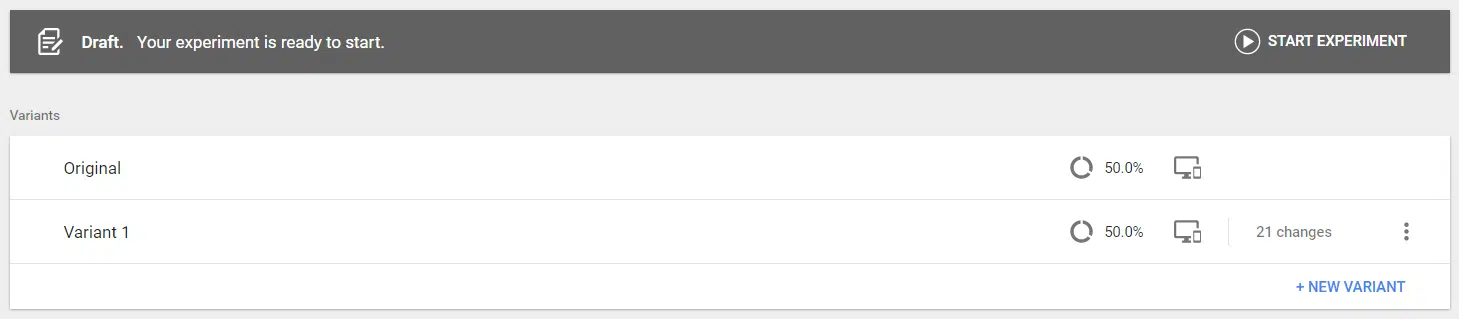 Draft. Your experiment is ready to start. START EXPERIMENT
Variants
Original 50.0%
Variant 1 50.0% 21 changes
+ NEW VARIANT